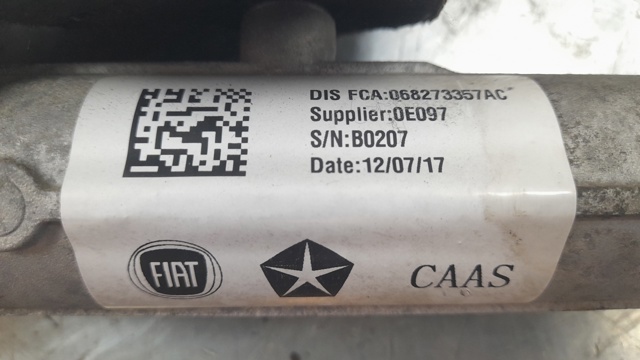 DIS FCA:068273357AC
Supplier:0E097
S/N:B0207
Date:12/07/17
FIAT
CAAS